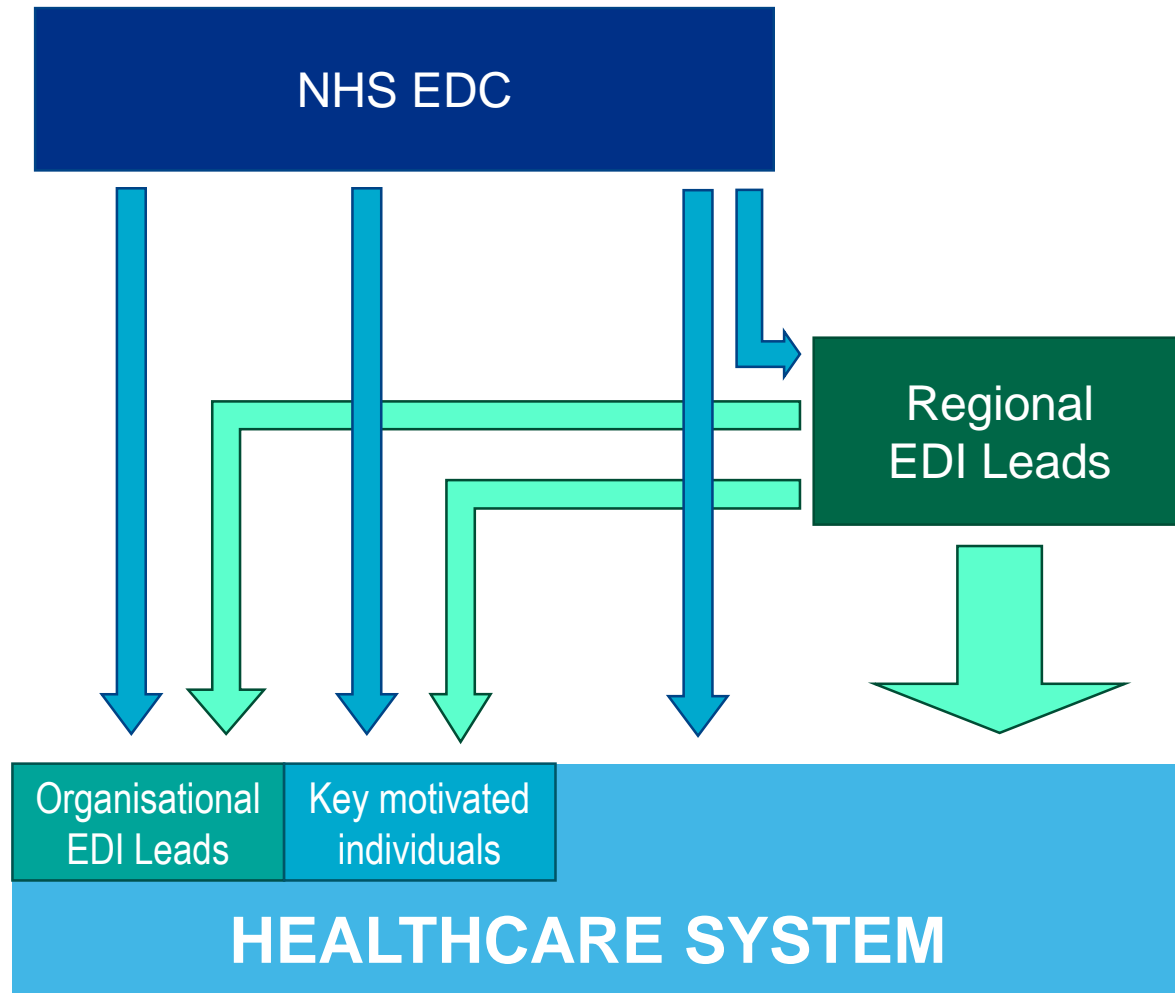 NHS EDC
Regional
EDI Leads
Organisational
EDI Leads
Key motivated
individuals
HEALTHCARE SYSTEM